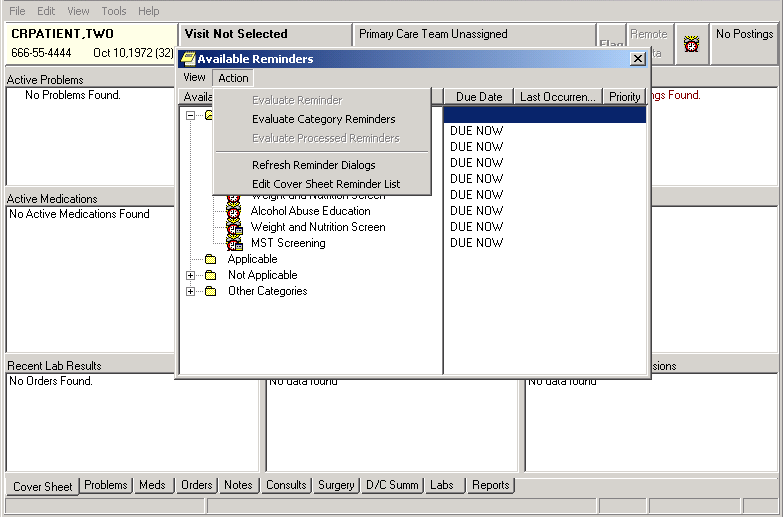 File Edit View Tools Help
CRPATIENT,TWO
666-55-4444 Oct 10,1972 (32)
Visit Not Selected
Primary Care Team Unassigned
Flag
Remote
No Postings
Available Reminders
View Action
Due Date Last Occurren... Priority
Evaluate Reminder
Evaluate Category Reminders
Evaluate Processed Reminders
Refresh Reminder Dialogs
Edit Cover Sheet Reminder List
DUE NOW
DUE NOW
DUE NOW
DUE NOW
Weight and Nutrition Screen DUE NOW
Alcohol Abuse Education DUE NOW
Weight and Nutrition Screen DUE NOW
MST Screening DUE NOW
Applicable
Not Applicable
Other Categories
Active Problems
No Problems Found.
Found.
Active Medications
No Active Medications Found
Recent Lab Results
No Orders Found.
No data found
No data found
Cover Sheet Problems Meds Orders Notes Consults Surgery D/C Summ Labs Reports